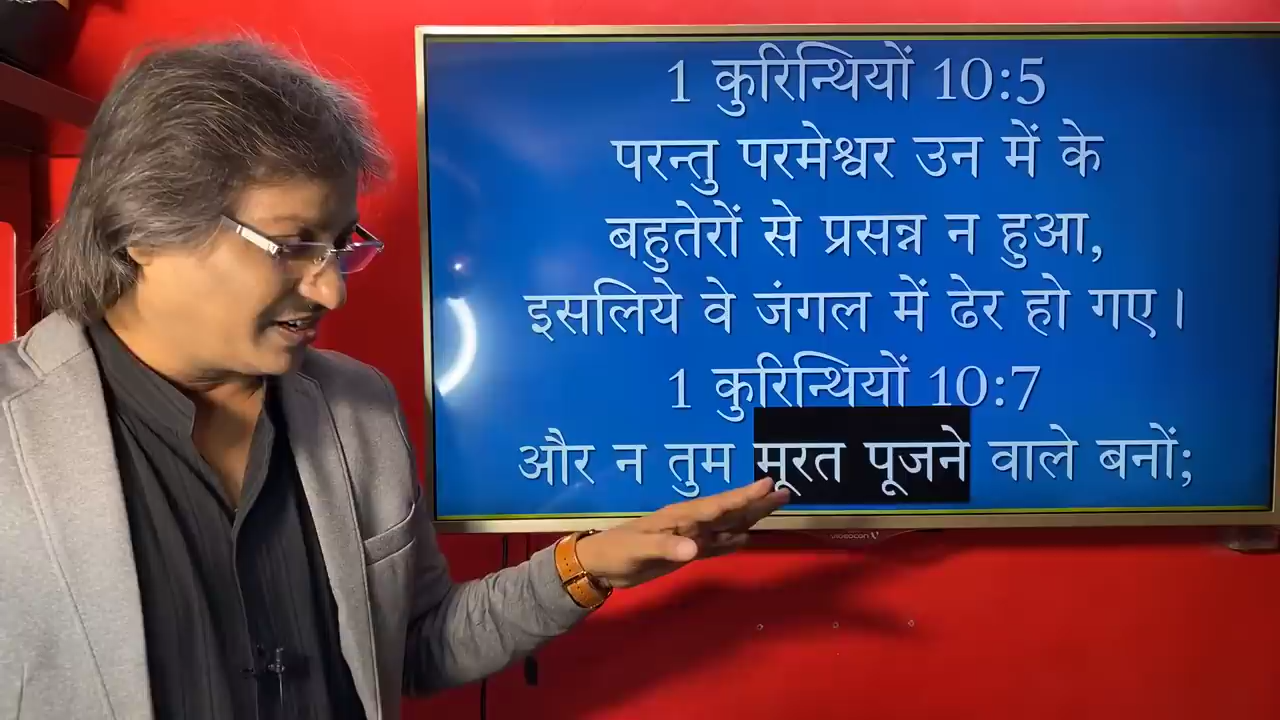 1 कुरिन्थियों 10:5
परन्तु परमेश्वर उन में के
बहुतेरों से प्रसन्न न हुआ,
इसलिये वे जंगल में ढेर हो गए।
1 कुरिन्थियों 10:7
और न तुम मूरत पूजने वाले बनों;
VIDEOCON